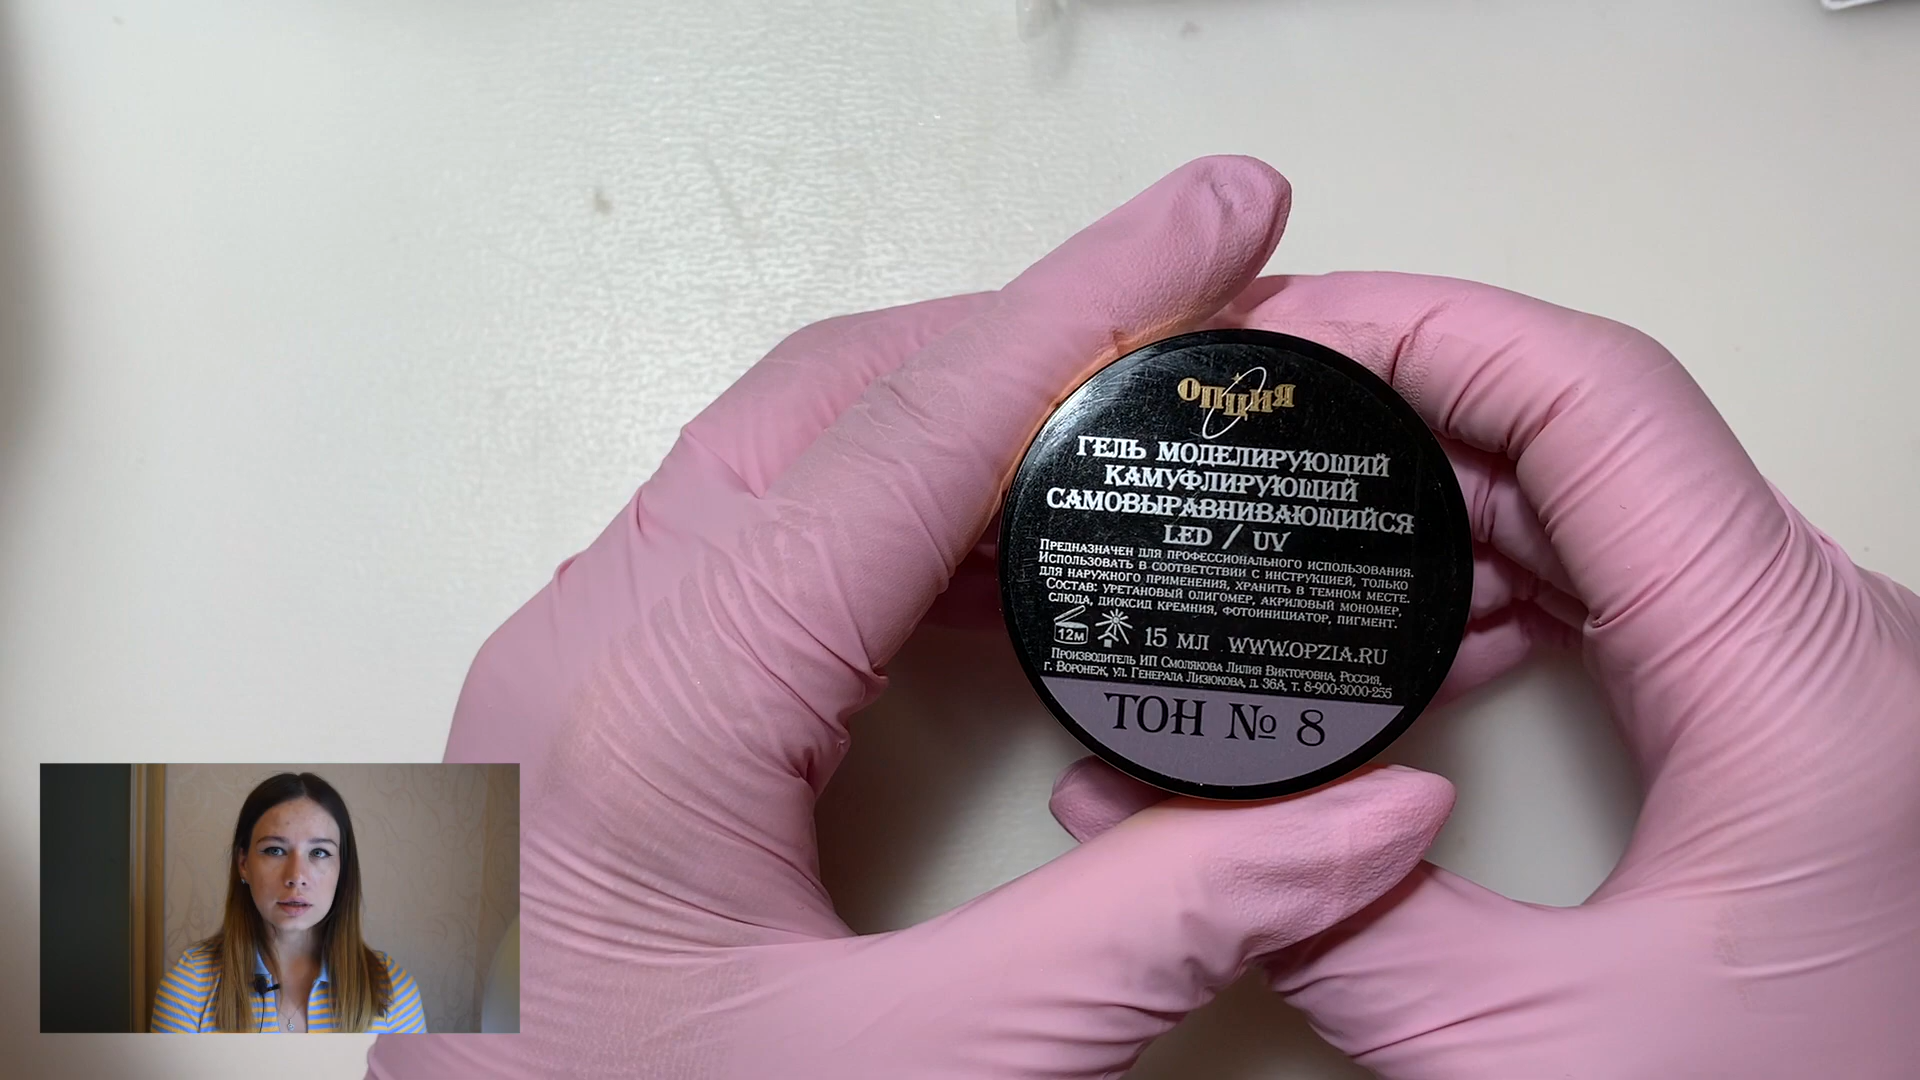 ОПЦИЯ
ГЕЛЬ МОДЕЛИРУЮЩИЙ
КАМУФЛИРУЮЩИЙ
САМОВЫРАВНИВАЮЩИЙСЯ
LED / UV
ПРЕДНАЗНАЧЕН ДЛЯ ПРОФЕССИОНАЛЬНОГО ИСПОЛЬЗОВАНИЯ.
ИСПОЛЬЗОВАТЬ В СООТВЕТСТВИИ С ИНСТРУКЦИЕЙ, ТОЛЬКО
ДЛЯ НАРУЖНОГО ПРИМЕНЕНИЯ, ХРАНИТЬ В ТЕМНОМ МЕСТЕ.
СОСТАВ: УРЕТАНОВЫЙ ОЛИГОМЕР, АКРИЛОВЫЙ МОНОМЕР,
СЛЮДА, ДИОКСИД КРЕМНИЯ, ФОТОИНИЦИАТОР, ПИГМЕНТ.
12М 15 МЛ WWW.OPZIA.RU
ПРОИЗВОДИТЕЛЬ ИП СМОЛЯКОВА ЛИЛИЯ ВИКТОРОВНА, РОССИЯ,
Г. ВОРОНЕЖ, УЛ. ГЕНЕРАЛА ЛИЗЮКОВА, Д. 36А, Т. 8-900-3000-255
ТОН № 8